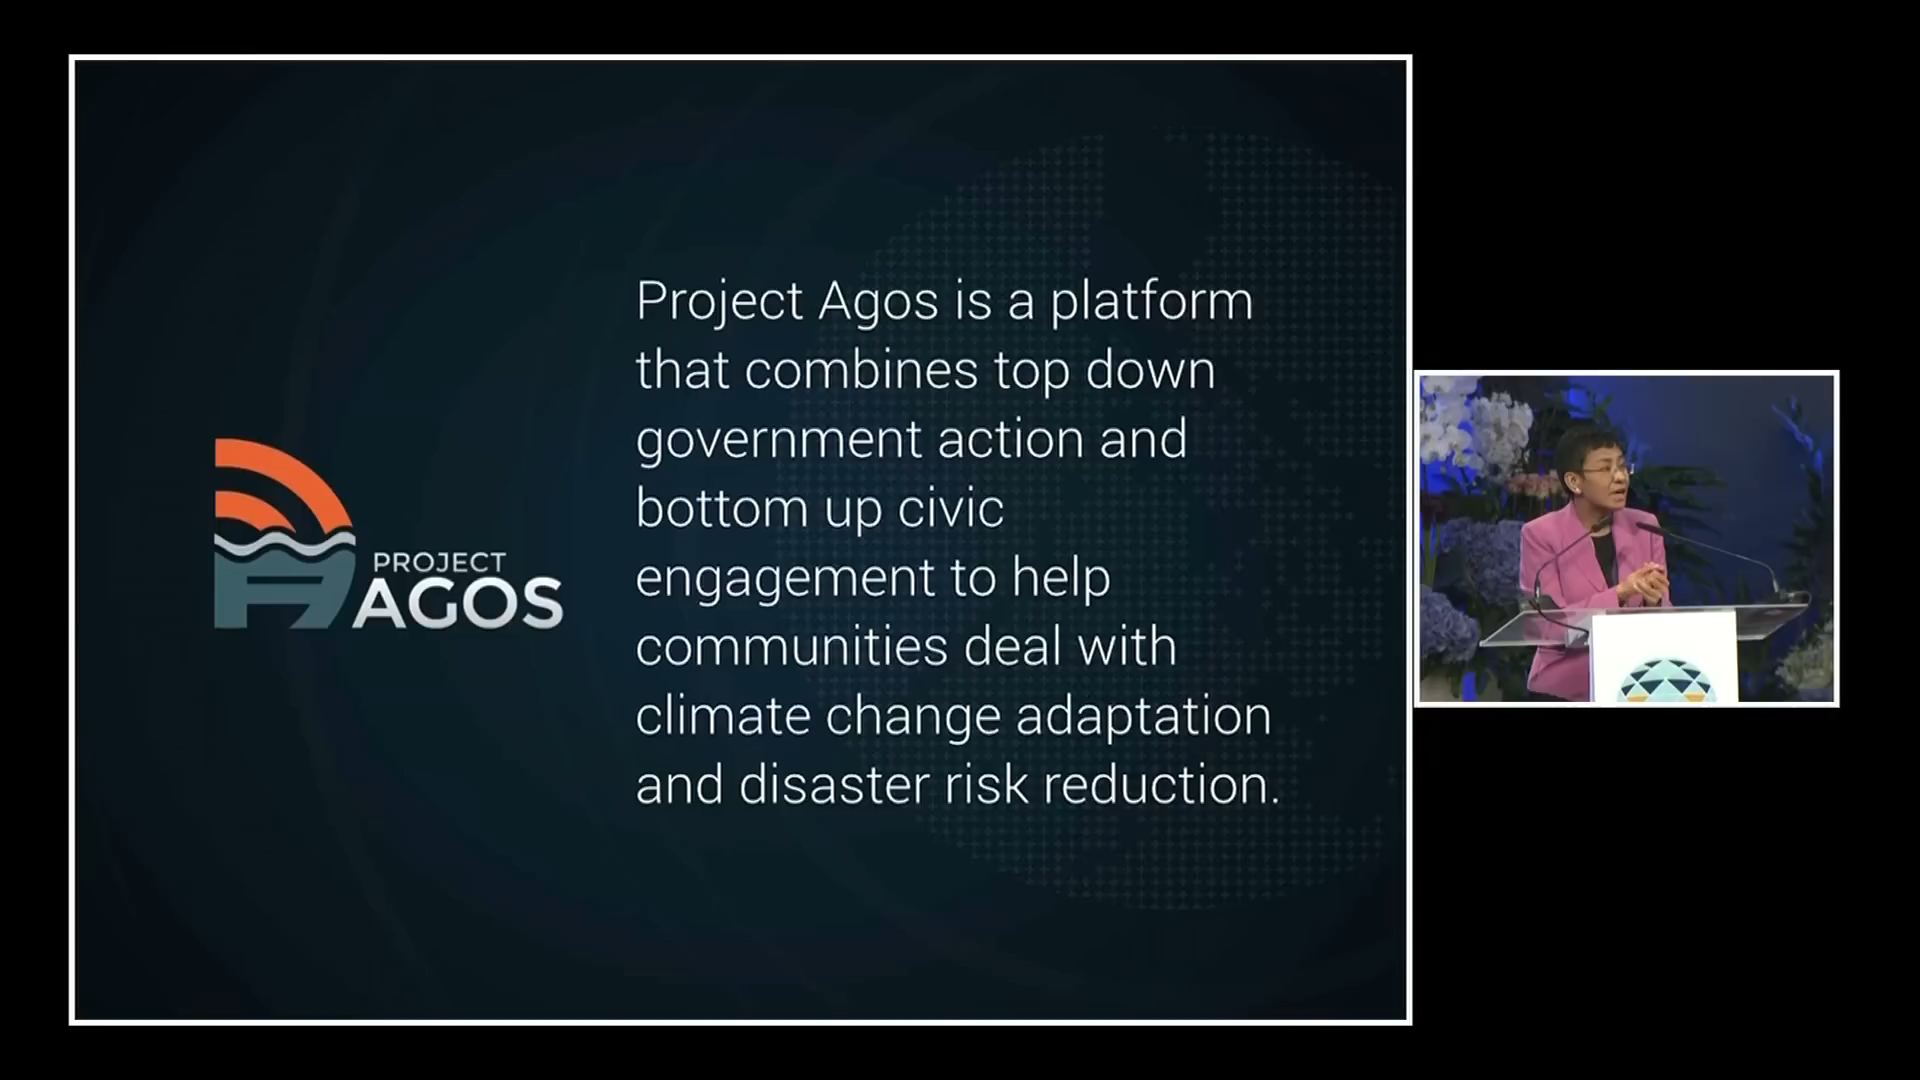 PROJECT
AGOS
Project Agos is a platform
that combines top down
government action and
bottom up civic
engagement to help
communities deal with
climate change adaptation
and disaster risk reduction.